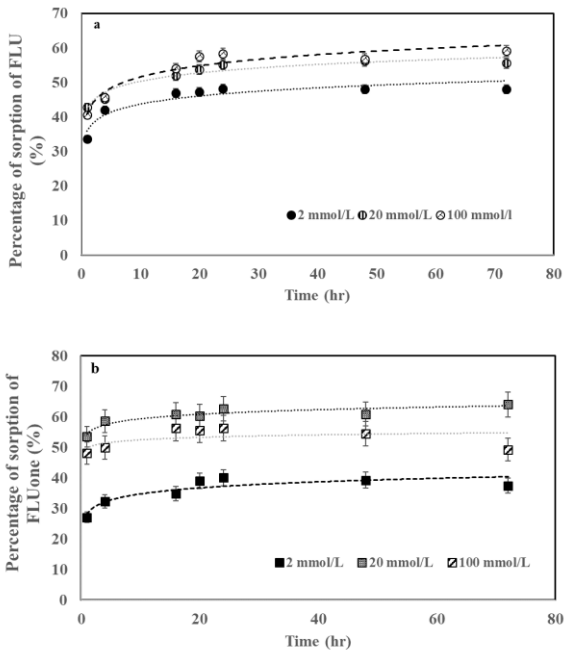 a
70
60
50
40
30
20
10
0
Percentage of sorption of FLU
(%)
2 mmol/L 20 mmol/L 100 mmol/l
0 10 20 30 40 50 60 70 80
Time (hr)
b
80
70
60
50
40
30
20
10
0
Percentage of sorption of
FLUone (%)
2 mmol/L 20 mmol/L 100 mmol/L
0 20 40 60 80
Time (hr)